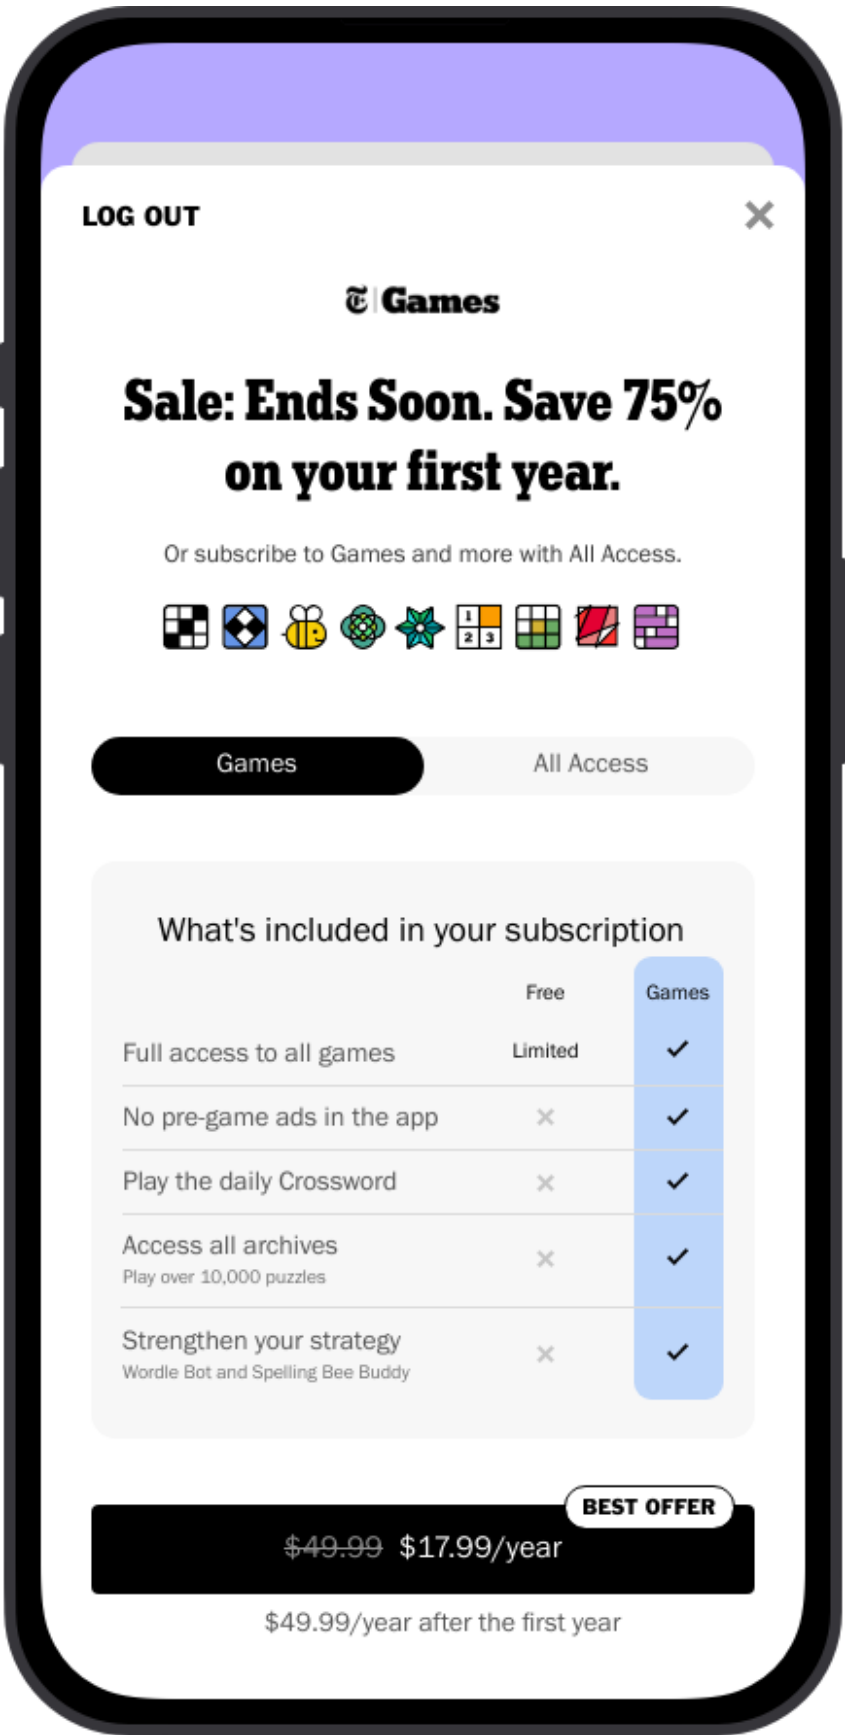 LOG OUT
Games
Sale: Ends Soon. Save 75%
on your first year.
Or subscribe to Games and more with All Access.
1
2 3
Games All Access
What's included in your subscription
Free Games
Full access to all games Limited
No pre-game ads in the app
Play the daily Crossword
Access all archives
Play over 10,000 puzzles
Strengthen your strategy
Wordle Bot and Spelling Bee Buddy
BEST OFFER
$49.99 $17.99/year
$49.99/year after the first year